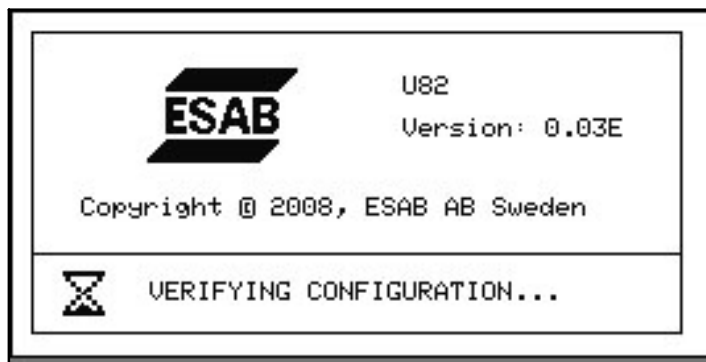 ESAB
U82
Version: 0.03E
Copyright © 2008, ESAB AB Sweden
VERIFYING CONFIGURATION...